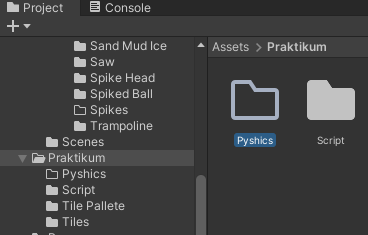 Project
Console
Sand Mud Ice
Saw
Spike Head
Spiked Ball
Spikes
Trampoline
Scenes
Praktikum
Pyshics
Script
Tile Pallete
Tiles
Assets > Praktikum
Pyshics
Script